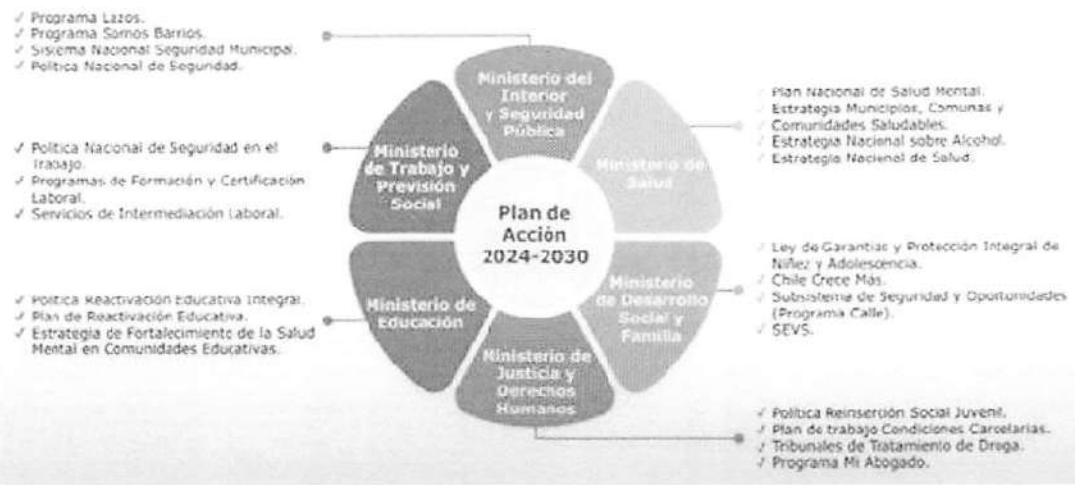 ✓ Programa Lazos.
✓ Programa Somos Barrios.
✓ Sistema Nacional Seguridad Municipal.
✓ Política Nacional de Seguridad.
✓ Política Nacional de Seguridad en el
Trabajo.
✓ Programas de Formación y Certificación
Laboral.
✓ Servicios de Intermediación Laboral.
✓ Política Reactivación Educativa Integral.
✓ Plan de Reactivación Educativa.
✓ Estrategia de Fortalecimiento de la Salud
Mental en Comunidades Educativas.
Ministerio del
Interior
y Seguridad
Pública
Ministerio de
Salud
Ministerio
de Desarrollo
Social y
Familia
Ministerio de
Justicia y
Derechos
Humanos
Ministerio de
Educación
Ministerio
de Trabajo y
Previsión
Social
Plan de
Acción
2024-2030
✓ Plan Nacional de Salud Mental.
✓ Estrategia Municipios, Comunas y
✓ Comunidades Saludables.
✓ Estrategia Nacional sobre Alcohol.
✓ Estrategia Nacional de Salud.
✓ Ley de Garantías y Protección Integral de
Niñez y Adolescencia.
✓ Chile Crece Más.
✓ Subsistema de Seguridad y Oportunidades
(Programa Calle).
✓ SEVS.
✓ Política Reinserción Social Juvenil.
✓ Plan de trabajo Condiciones Carcelarias.
✓ Tribunales de Tratamiento de Droga.
✓ Programa Mi Abogado.